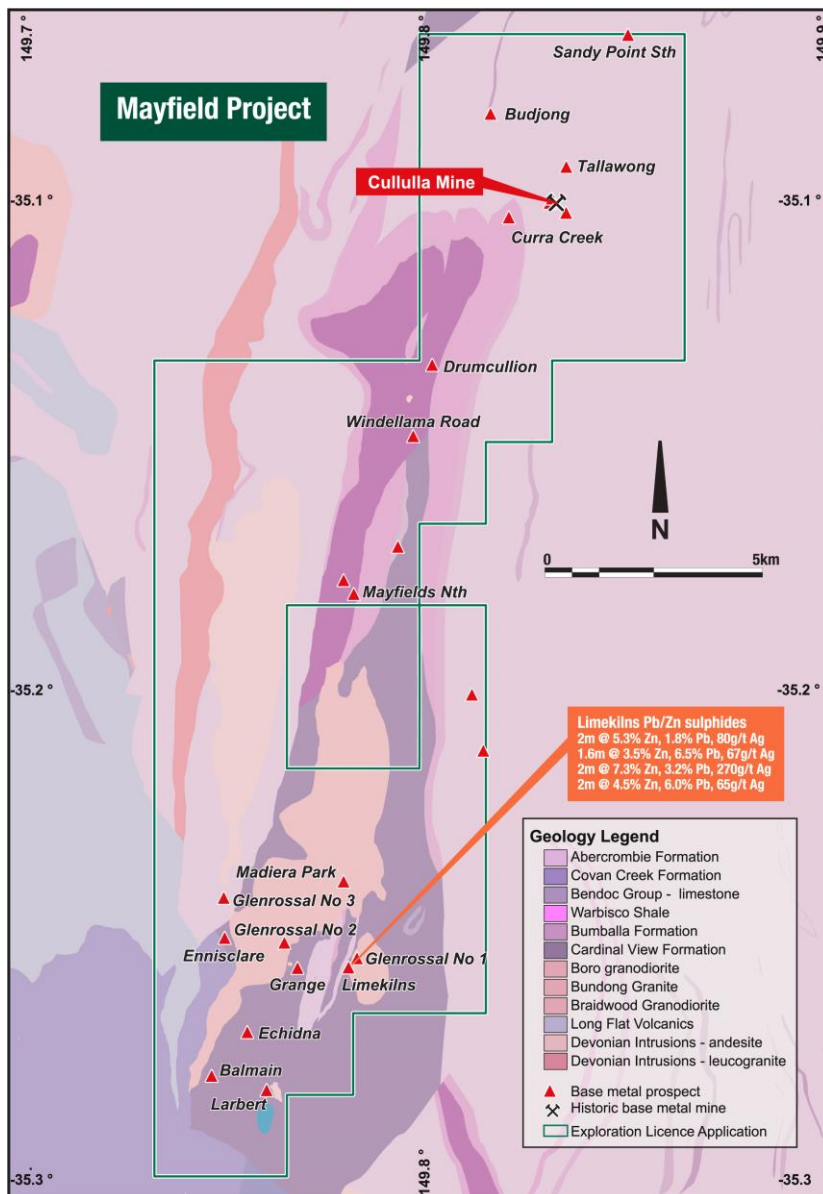 149.7 °
149.8 °
149.9 °
Sandy Point Sth
Mayfield Project
Budjong
Tallawong
Cullulla Mine
-35.1 °
-35.1 °
Curra Creek
Drumcullion
Windellama Road
N
0
5km
Mayfields Nth
-35.2 °
-35.2 °
Limekilns Pb/Zn sulphides
2m @ 5.3% Zn, 1.8% Pb, 80g/t Ag
1.6m @ 3.5% Zn, 6.5% Pb, 67g/t Ag
2m @ 7.3% Zn, 3.2% Pb, 270g/t Ag
2m @ 4.5% Zn, 6.0% Pb, 65g/t Ag
Madiera Park
Glenrossal No 3
Glenrossal No 2
Ennisclare
Glenrossal No 1
Grange
Limekilns
Echidna
Balmain
Larbert
Geology Legend
Abercrombie Formation
Covan Creek Formation
Bendoc Group - limestone
Warbisco Shale
Bumballa Formation
Cardinal View Formation
Boro granodiorite
Bundong Granite
Braidwood Granodiorite
Long Flat Volcanics
Devonian Intrusions - andesite
Devonian Intrusions - leucogranite
Base metal prospect
Historic base metal mine
Exploration Licence Application
-35.3 °
149.8 °
-35.3